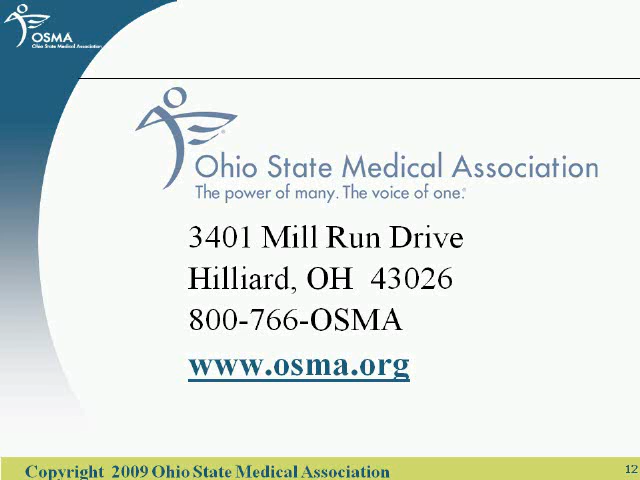 OSMA
Ohio State Medical Association
Ohio State Medical Association
The power of many. The voice of one.®
3401 Mill Run Drive
Hilliard, OH  43026
800-766-OSMA
www.osma.org
Copyright  2009 Ohio State Medical Association
12